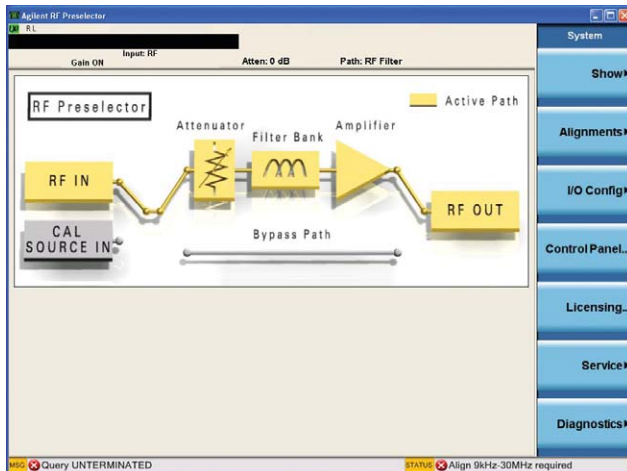 Agilent RF Preselector
RL
Input: RF
Gain ON
Atten: 0 dB
Path: RF Filter
System
Show
Alignments
I/O Config
Control Panel...
Licensing...
Service
Diagnostics
RF Preselector
Active Path
Attenuator
Filter Bank
Amplifier
RF IN
RF OUT
CAL
SOURCE IN
Bypass Path
MSG
Query UNTERMINATED
STATUS
Align 9kHz-30MHz required